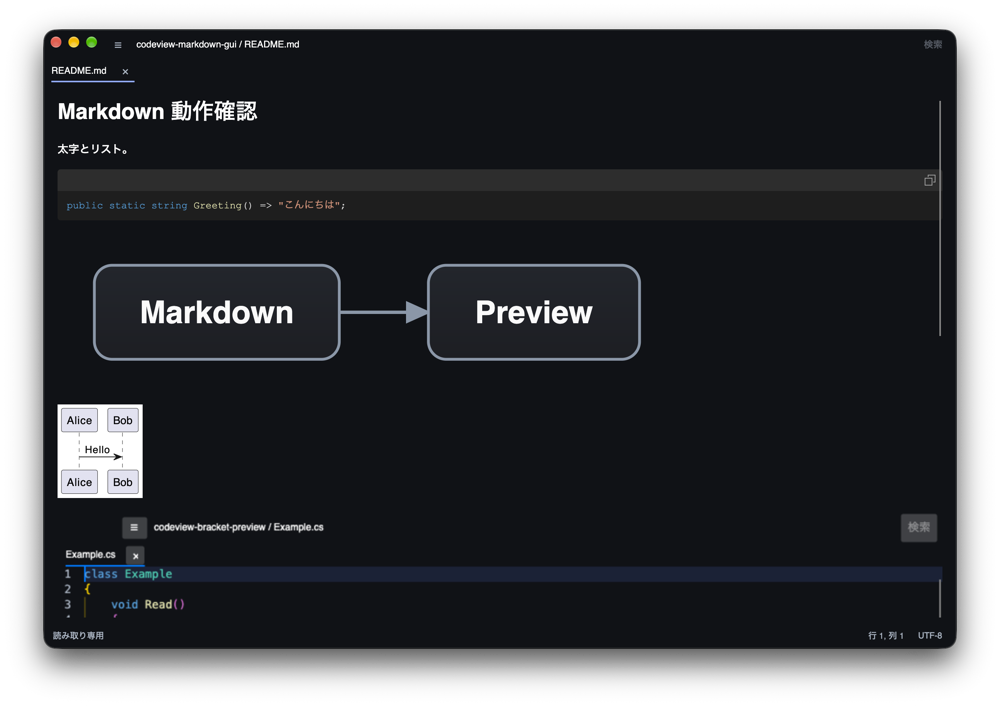 ≡ codeview-markdown-gui / README.md 検索
README.md ×
Markdown 動作確認
太字とリスト。
public static string Greeting() => "こんにちは";
Markdown Preview
Alice Bob
Hello
Alice Bob
≡ codeview-bracket-preview / Example.cs 検索
Example.cs ×
1 class Example
2 {
3 void Read()
読み取り専用 行 1, 列 1 UTF-8